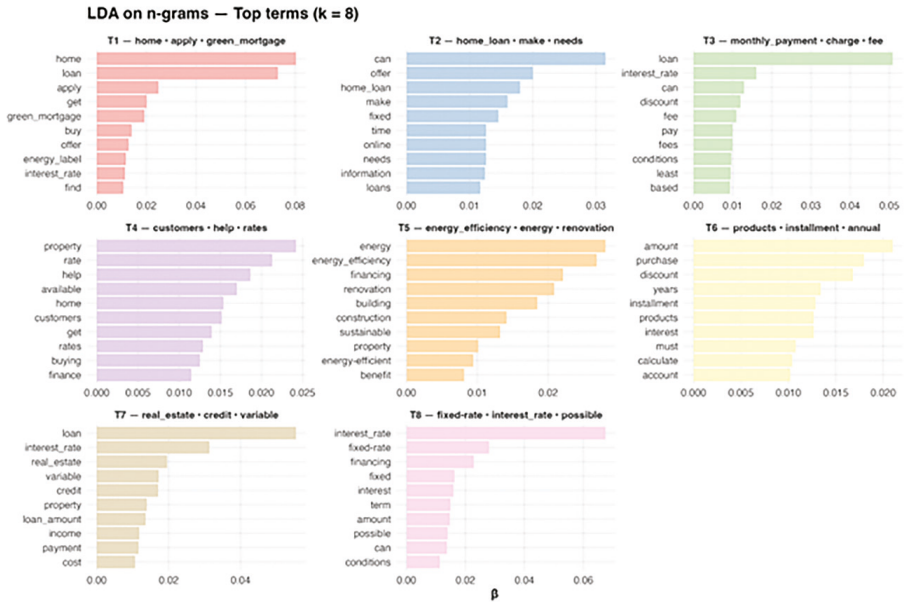 LDA on n-grams — Top terms (k = 8)
T1 — home • apply • green_mortgage
home
loan
apply
get
green_mortgage
buy
offer
energy_label
interest_rate
find
0.00 0.02 0.04 0.06 0.08
T2 — home_loan • make • needs
can
offer
home_loan
make
fixed
time
online
needs
information
loans
0.00 0.01 0.02 0.03
T3 — monthly_payment • charge • fee
loan
interest_rate
can
discount
fee
pay
fees
conditions
least
based
0.00 0.01 0.02 0.03 0.04 0.05
T4 — customers • help • rates
property
rate
help
available
home
customers
get
rates
buying
finance
0.000 0.005 0.010 0.015 0.020 0.025
T5 — energy_efficiency • energy • renovation
energy
energy_efficiency
financing
renovation
building
construction
sustainable
property
energy-efficient
benefit
0.00 0.01 0.02
T6 — products • installment • annual
amount
purchase
discount
years
installment
products
interest
must
calculate
account
0.000 0.005 0.010 0.015 0.020
T7 — real_estate • credit • variable
loan
interest_rate
real_estate
variable
credit
property
loan_amount
income
payment
cost
0.00 0.02 0.04
T8 — fixed-rate • interest_rate • possible
interest_rate
fixed-rate
financing
fixed
interest
term
amount
possible
can
conditions
0.00 0.02 0.04 0.06
β